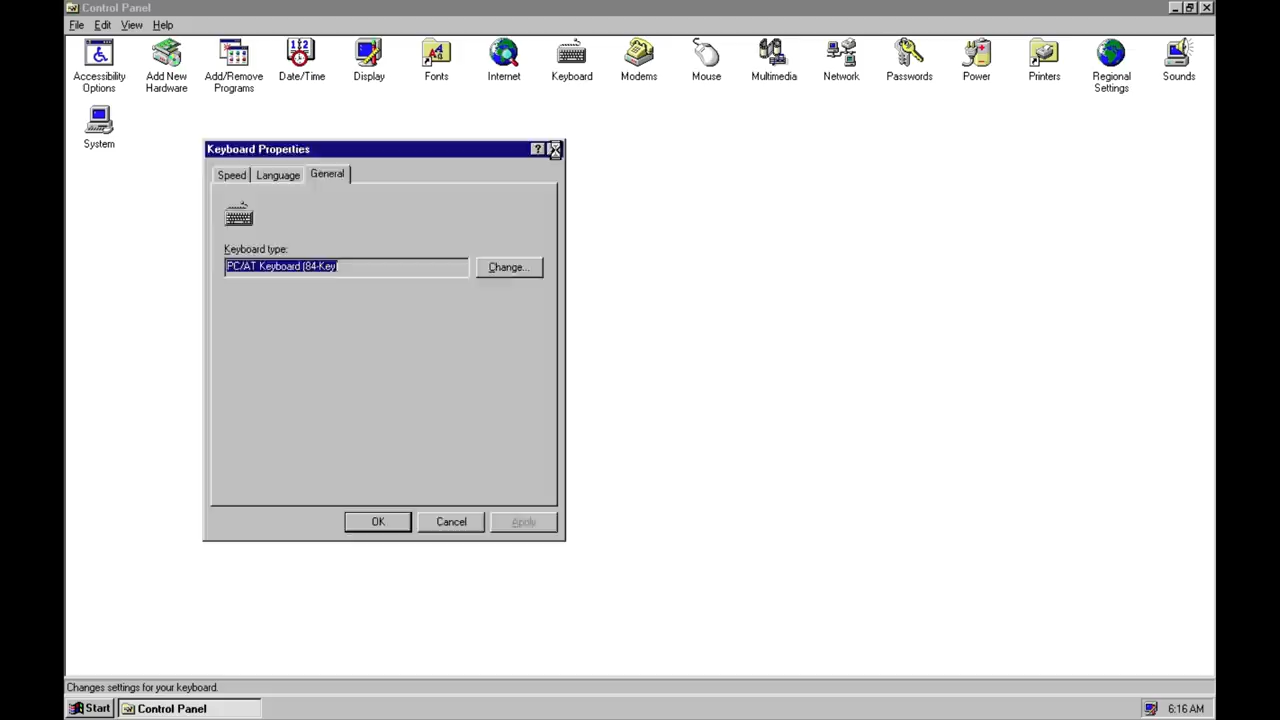 Control Panel
File Edit View Help
Accessibility Options
Add New Hardware
Add/Remove Programs
Date/Time
Display
Fonts
Internet
Keyboard
Modems
Mouse
Multimedia
Network
Passwords
Power
Printers
Regional Settings
Sounds
System
Keyboard Properties
Speed Language General
Keyboard type:
PC/AT Keyboard (84-Key)
Change...
OK Cancel Apply
Changes settings for your keyboard.
Start Control Panel 6:16 AM